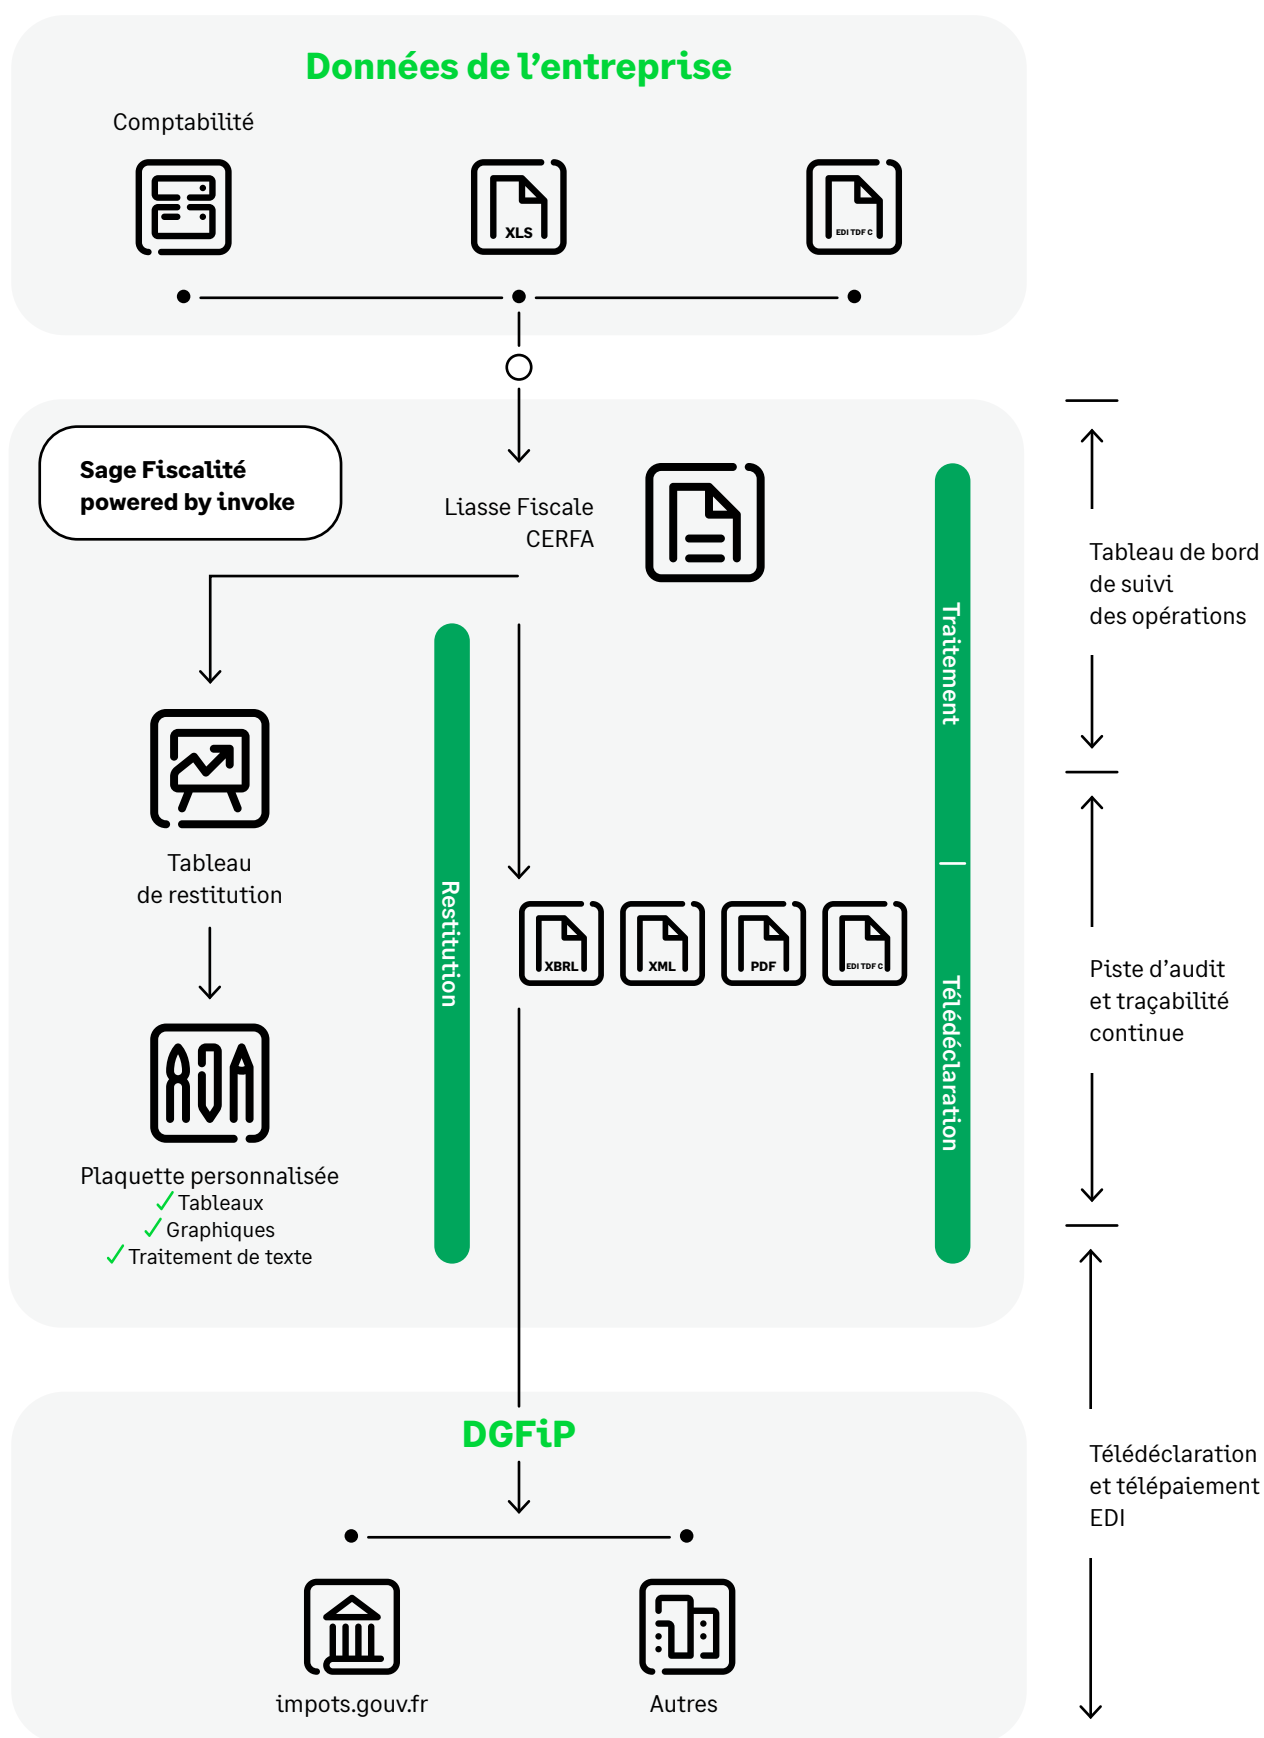 Données de l’entreprise
Comptabilité
XLS
EDI TDF C
Sage Fiscalité
powered by invoke
Liasse Fiscale
CERFA
Traitement
Tableau de bord
de suivi
des opérations
Tableau
de restitution
Restitution
XBRL
XML
PDF
EDI TDF C
Télédéclaration
Piste d’audit
et traçabilité
continue
Plaquette personnalisée
Tableaux
Graphiques
Traitement de texte
DGFiP
Télédéclaration
et télépaiement
EDI
impots.gouv.fr
Autres